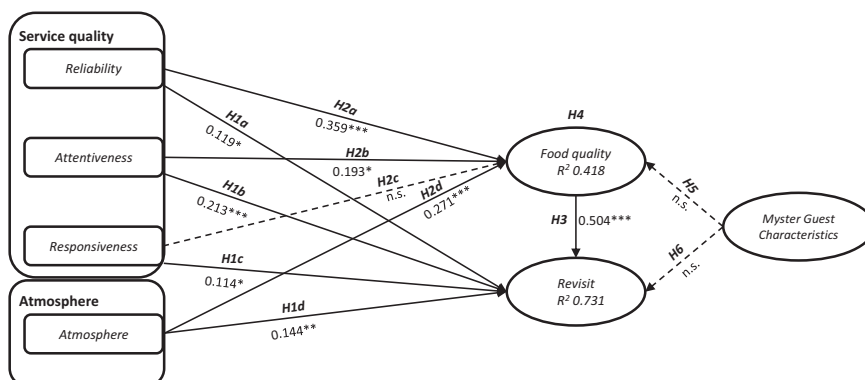 Service quality
Reliability
Attentiveness
Responsiveness
Atmosphere
Atmosphere
H1a
0.119*
H2a
0.359***
H2b
0.193*
H1b
0.213***
H2c
n.s.
H2d
0.271***
H1c
0.114*
H1d
0.144**
H4
Food quality
R² 0.418
H3
0.504***
Revisit
R² 0.731
H5
n.s.
H6
n.s.
Myster Guest
Characteristics